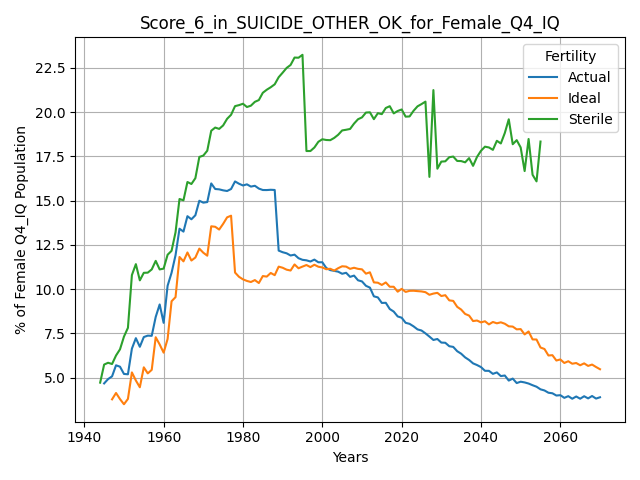 Score_6_in_SUICIDE_OTHER_OK_for_Female_Q4_IQ
Fertility
Actual
Ideal
Sterile
% of Female Q4_IQ Population
22.5
20.0
17.5
15.0
12.5
10.0
7.5
5.0
1940 1960 1980 2000 2020 2040 2060
Years